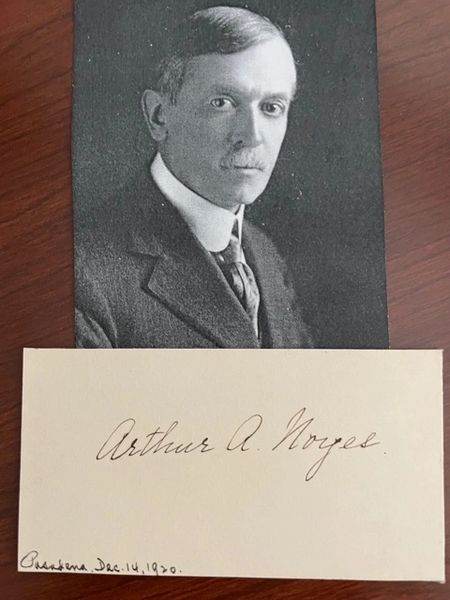 Arthur A. Noyes.
Pasadena, Dec. 14, 1920.